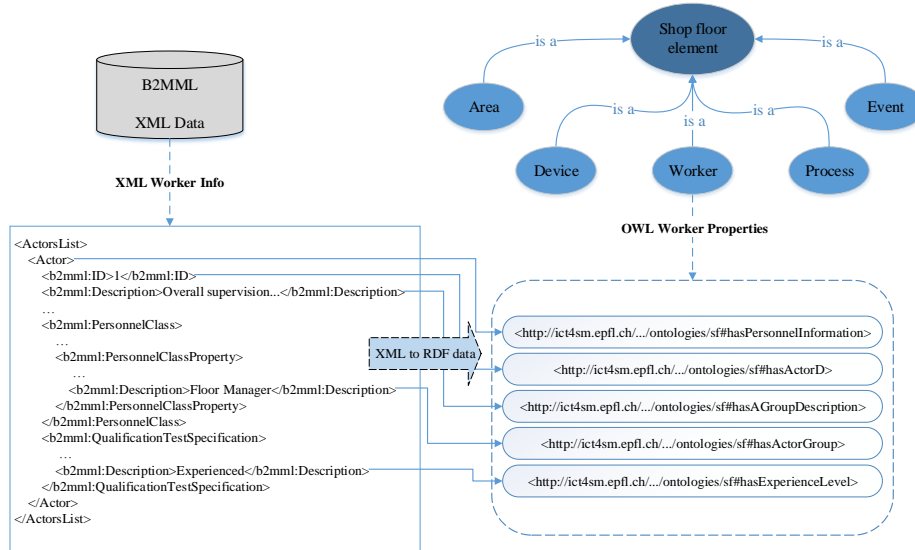 B2MML
XML Data
XML Worker Info
Shop floor
element
is a
is a
is a
is a
is a
Area
Event
Device
Worker
Process
OWL Worker Properties
<ActorsList>
<Actor>
<b2mml:ID>1</b2mml:ID>
<b2mml:Description>Overall supervision...</b2mml:Description>
…
<b2mml:PersonnelClass>
…
<b2mml:PersonnelClassProperty>
…
<b2mml:Description>Floor Manager</b2mml:Description>
</b2mml:PersonnelClassProperty>
</b2mml:PersonnelClass>
<b2mml:QualificationTestSpecification>
…
<b2mml:Description>Experienced</b2mml:Description>
</b2mml:QualificationTestSpecification>
</Actor>
</ActorsList>
XML to RDF data
<http://ict4sm.epfl.ch/.../ontologies/sf#hasPersonnelInformation>
<http://ict4sm.epfl.ch/.../ontologies/sf#hasActorD>
<http://ict4sm.epfl.ch/.../ontologies/sf#hasAGroupDescription>
<http://ict4sm.epfl.ch/.../ontologies/sf#hasActorGroup>
<http://ict4sm.epfl.ch/.../ontologies/sf#hasExperienceLevel>